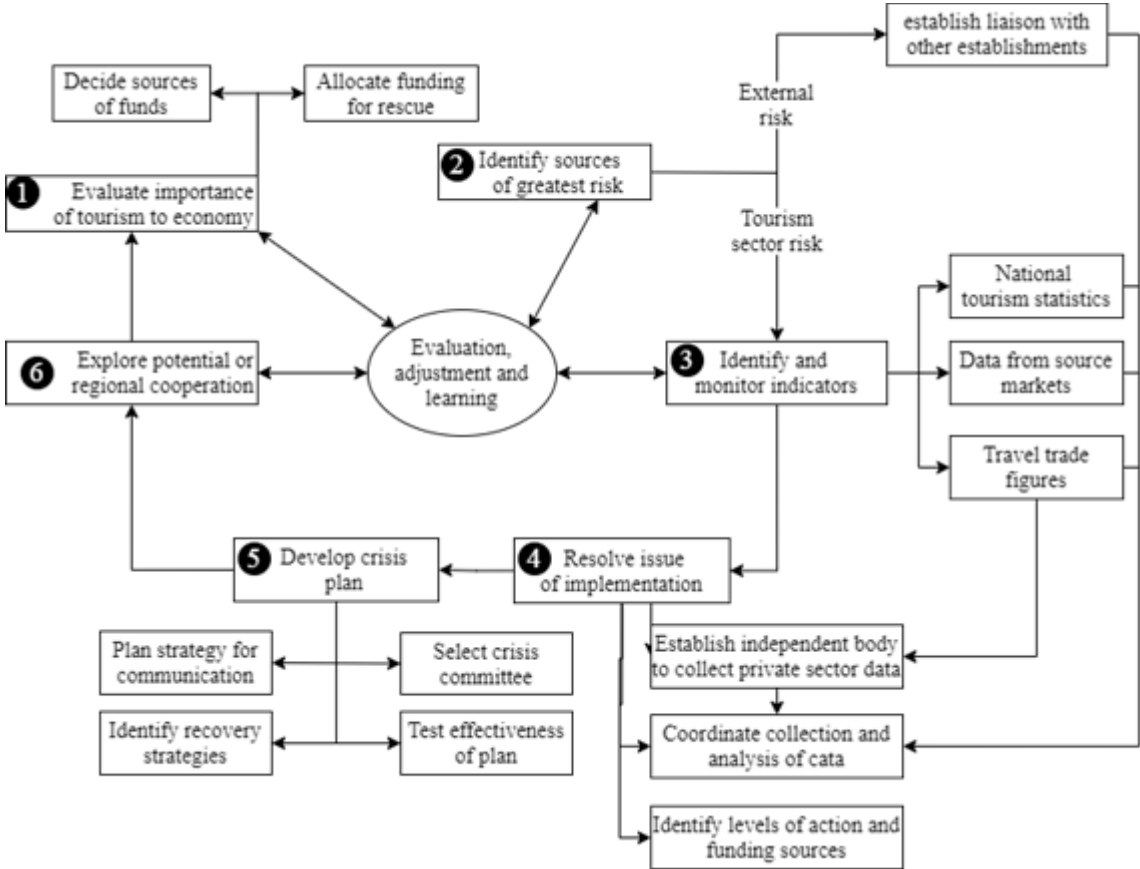 establish liaison with
other establishments
Decide sources
of funds
Allocate funding
for rescue
External
risk
1 Evaluate importance
of tourism to economy
2 Identify sources
of greatest risk
Tourism
sector risk
National
tourism statistics
6 Explore potential or
regional cooperation
Evaluation,
adjustment and
learning
3 Identify and
monitor indicators
Data from source
markets
Travel trade
figures
5 Develop crisis
plan
4 Resolve issue
of implementation
Plan strategy for
communication
Select crisis
committee
Establish independent body
to collect private sector data
Identify recovery
strategies
Test effectiveness
of plan
Coordinate collection and
analysis of cata
Identify levels of action and
funding sources